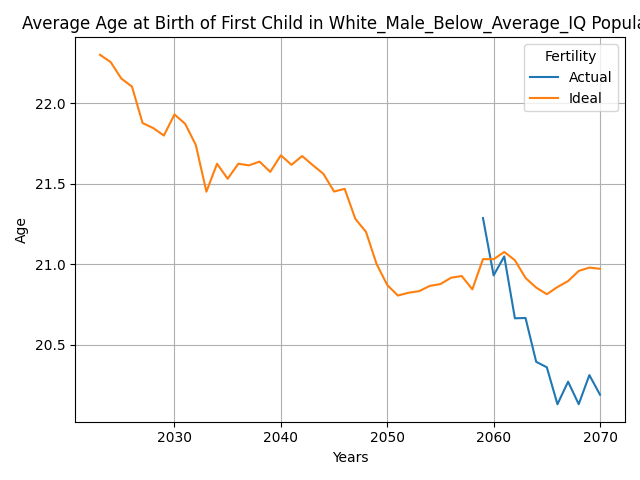 Average Age at Birth of First Child in White_Male_Below_Average_IQ Popula
Fertility
Actual
Ideal
22.0
21.5
21.0
20.5
Age
2030 2040 2050 2060 2070
Years